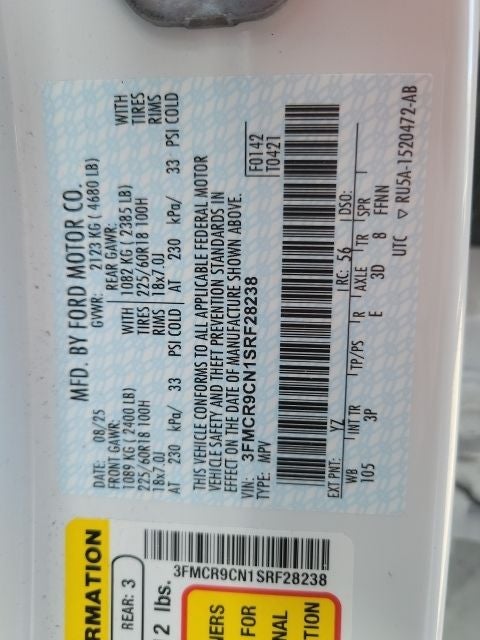 MFD. BY FORD MOTOR CO.
DATE: 08/25 GVWR: 2123 KG ( 4680 LB)
FRONT GAWR: REAR GAWR:
1089 KG ( 2400 LB) WITH 1082 KG ( 2385 LB) WITH
225/60R18 100H TIRES 225/60R18 100H TIRES
18x7.0J RIMS 18x7.0J RIMS
AT 230 kPa/ 33 PSI COLD AT 230 kPa/ 33 PSI COLD
THIS VEHICLE CONFORMS TO ALL APPLICABLE FEDERAL MOTOR
VEHICLE SAFETY AND THEFT PREVENTION STANDARDS IN
EFFECT ON THE DATE OF MANUFACTURE SHOWN ABOVE.
VIN: 3FMCR9CN1SRF28238 F0142
TYPE: MPV T0421
EXT PNT: YZ RC: 56 DSO:
WB INT TR TP/PS R AXLE TR SPR
105 3P E 3D 8 FFNN
UTC ▽ RU5A-1520472-AB
RMATION
REAR: 3
2 lbs.
3FMCR9CN1SRF28238
NERS
FOR
NAL
TION